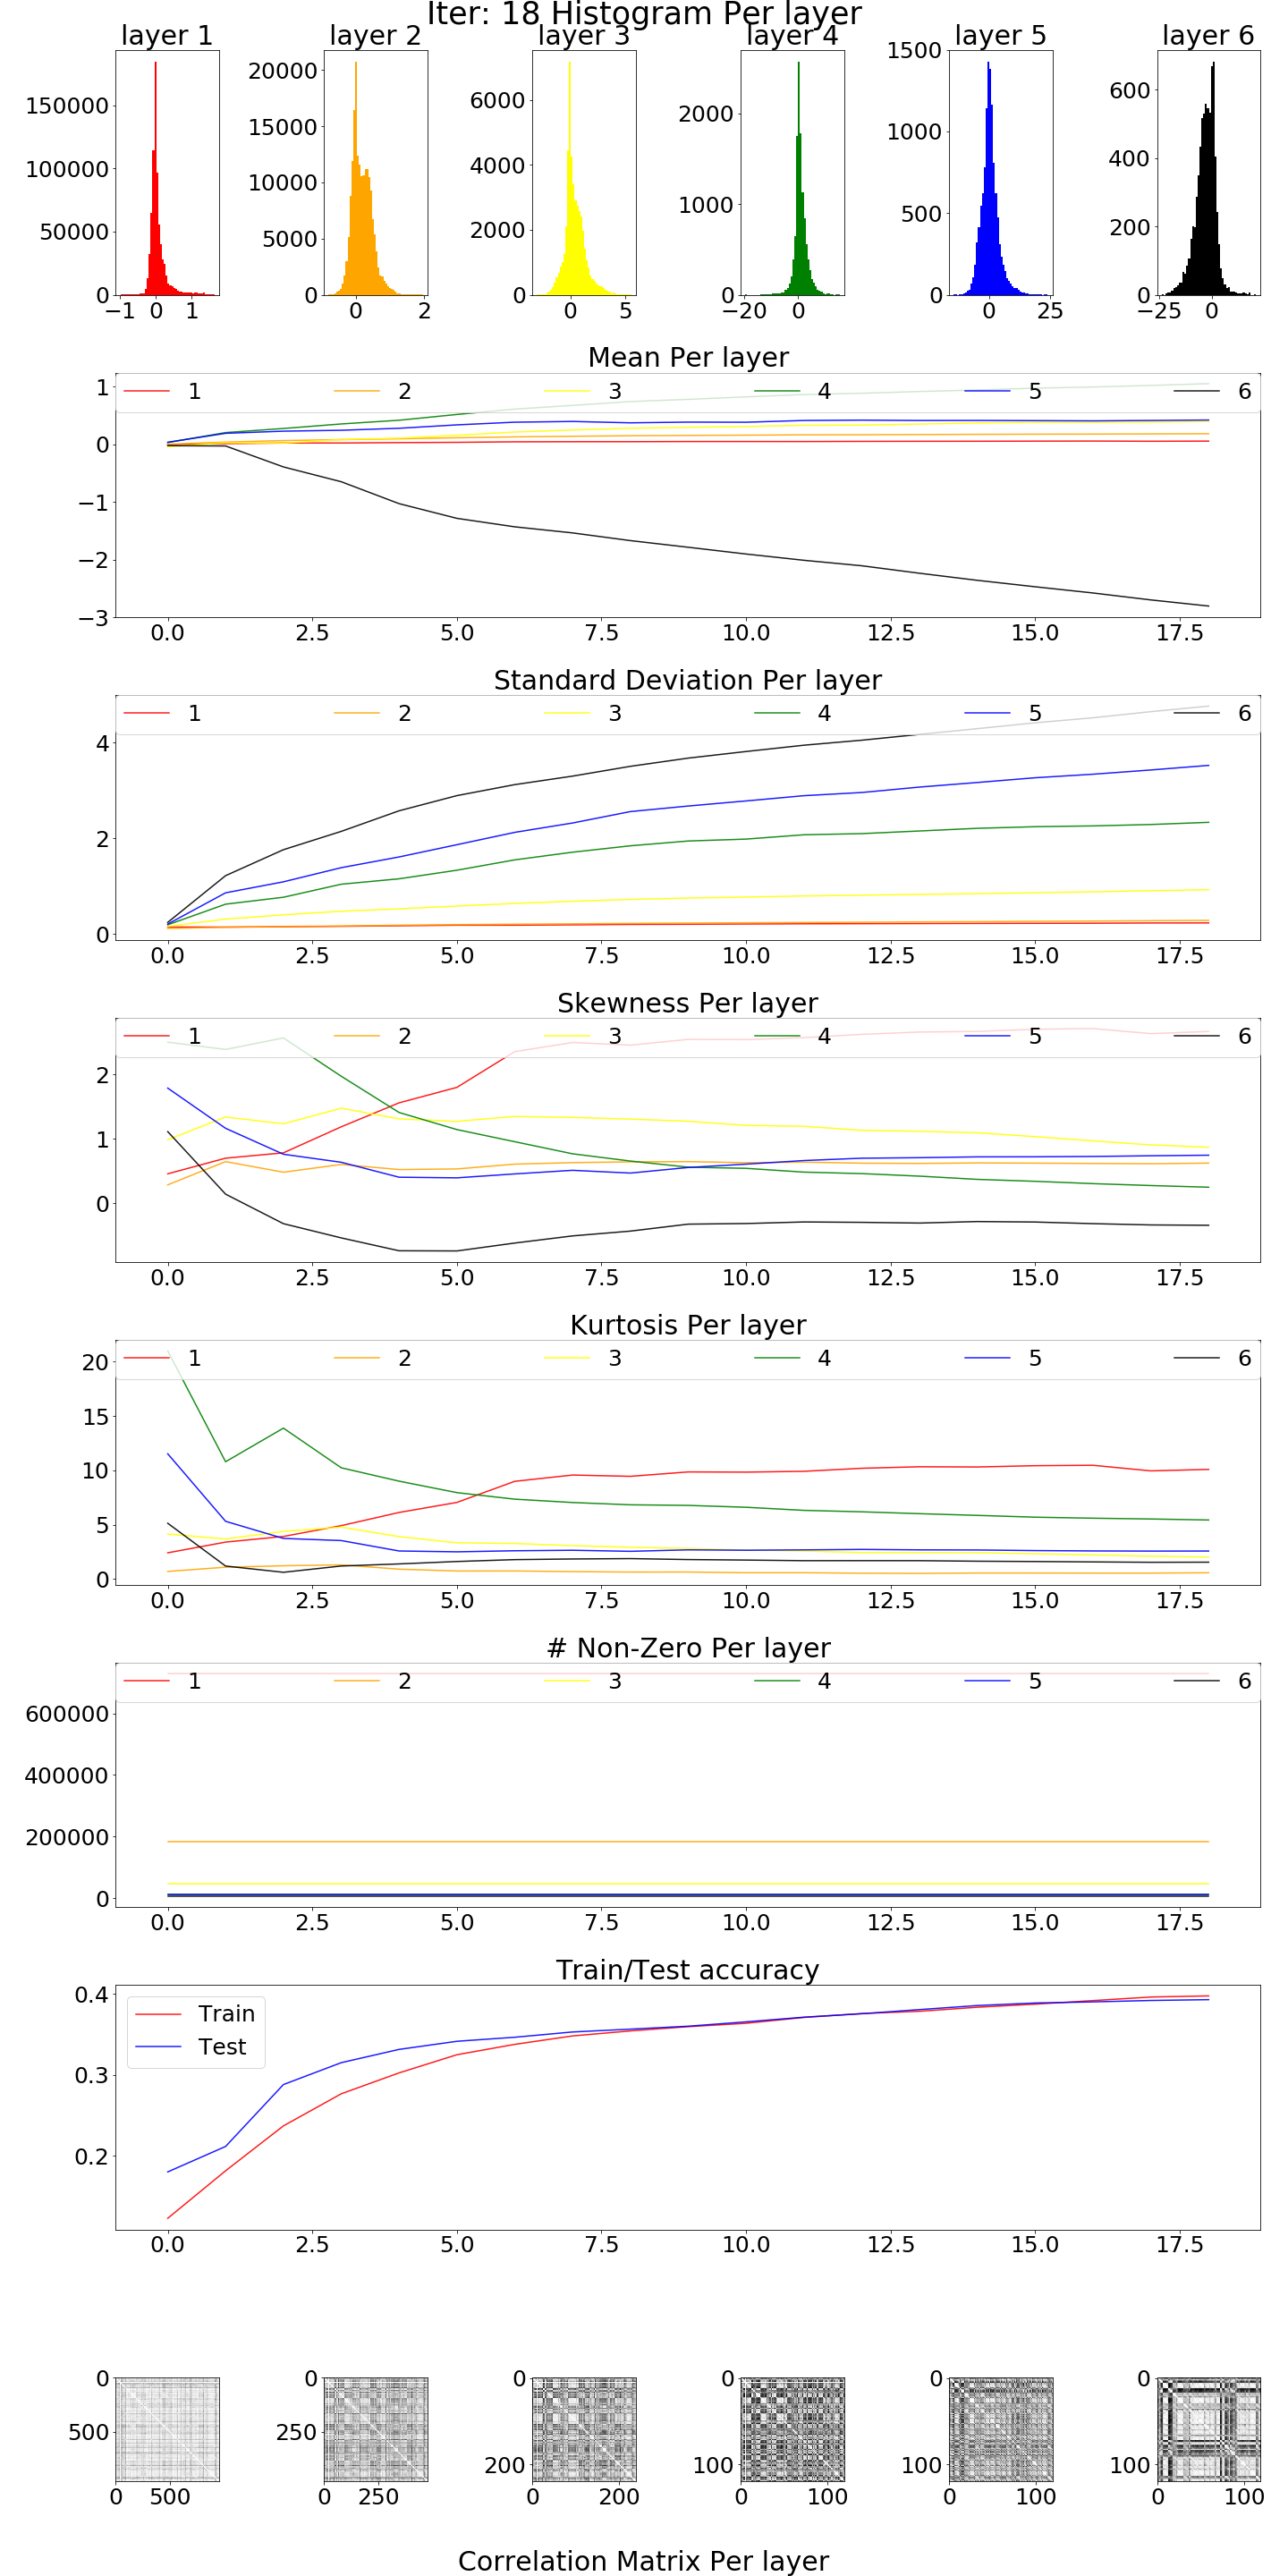 Iter: 18 Histogram Per layer
layer 1 layer 2 layer 3 layer 4 layer 5 layer 6
150000 100000 50000 0
−1 0 1
20000 15000 10000 5000 0
0 2
6000 4000 2000 0
0 5
2000 1000 0
−20 0
1500 1000 500 0
0 25
600 400 200 0
−25 0
Mean Per layer
1 2 3 4 5 6
1
0
−1
−2
−3
0.0 2.5 5.0 7.5 10.0 12.5 15.0 17.5
Standard Deviation Per layer
1 2 3 4 5 6
4
2
0
0.0 2.5 5.0 7.5 10.0 12.5 15.0 17.5
Skewness Per layer
1 2 3 4 5 6
2
1
0
0.0 2.5 5.0 7.5 10.0 12.5 15.0 17.5
Kurtosis Per layer
1 2 3 4 5 6
20
15
10
5
0
0.0 2.5 5.0 7.5 10.0 12.5 15.0 17.5
# Non-Zero Per layer
1 2 3 4 5 6
600000
400000
200000
0
0.0 2.5 5.0 7.5 10.0 12.5 15.0 17.5
Train/Test accuracy
Train
Test
0.4
0.3
0.2
0.0 2.5 5.0 7.5 10.0 12.5 15.0 17.5
0 500
0 500
0 250
0 250
0 200
0 200
0 100
0 100
0 100
0 100
0 100
0 100
Correlation Matrix Per layer